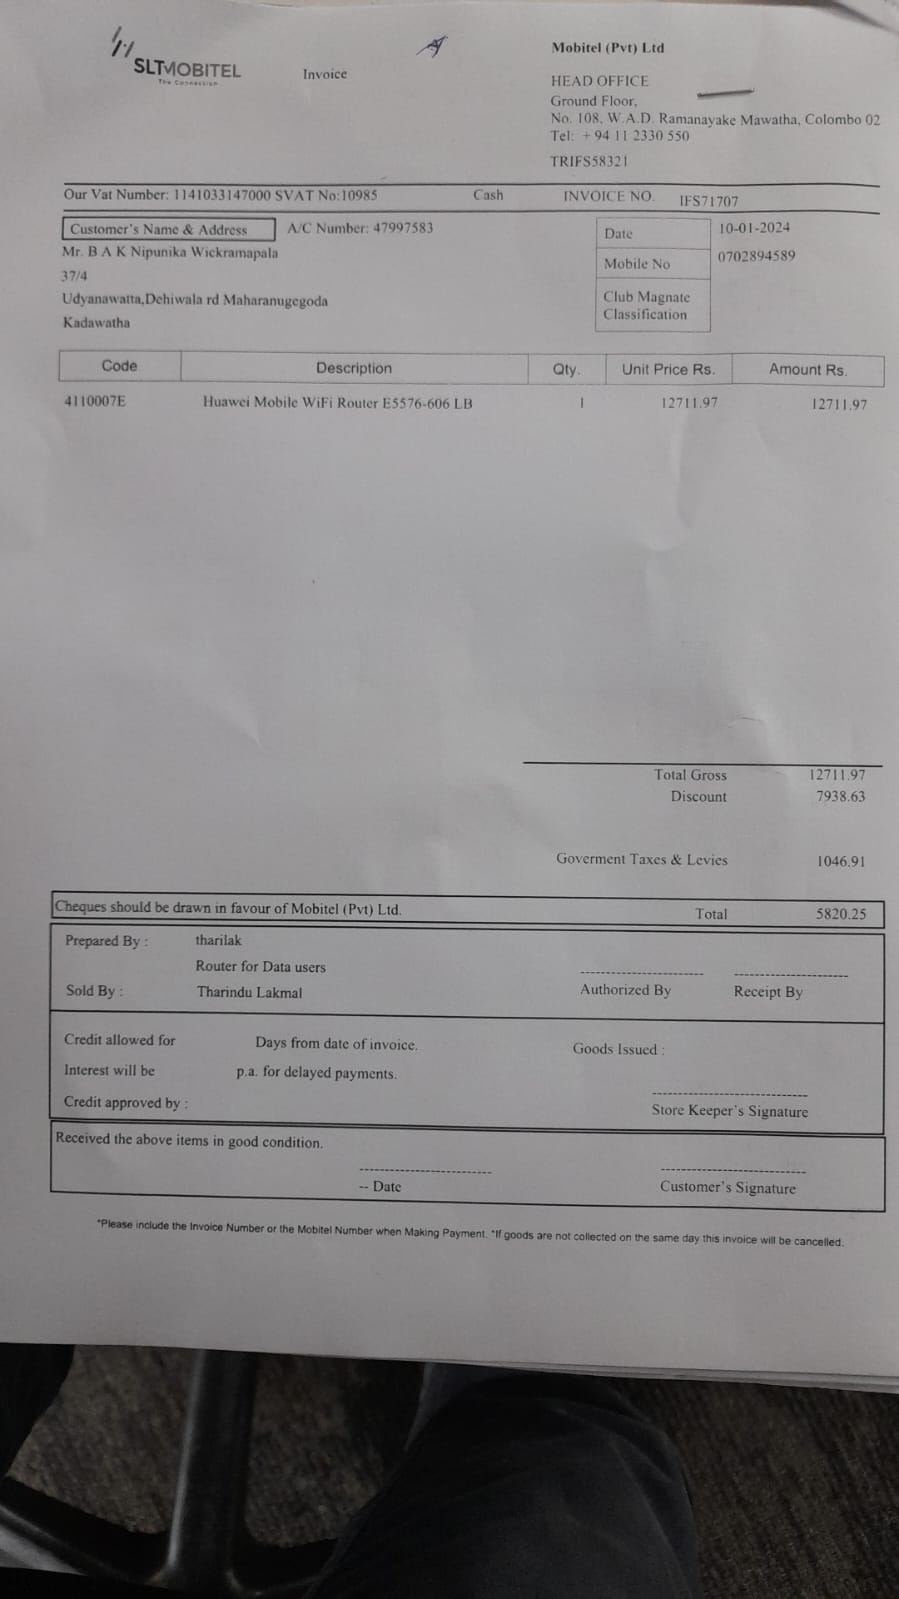 SLTMOBITEL
The Connection
Invoice
Mobitel (Pvt) Ltd
HEAD OFFICE
Ground Floor,
No. 108, W.A.D. Ramanayake Mawatha, Colombo 02
Tel: + 94 11 2330 550
TRIFS58321
Our Vat Number: 1141033147000 SVAT No:10985 Cash INVOICE NO. IFS71707
Customer's Name & Address A/C Number: 47997583
Mr. B A K Nipunika Wickramapala
37/4
Udyanawatta,Dehiwala rd Maharanugegoda
Kadawatha
Date 10-01-2024
Mobile No 0702894589
Club Magnate
Classification
Code Description Qty. Unit Price Rs. Amount Rs.
4110007E Huawei Mobile WiFi Router E5576-606 LB 1 12711.97 12711.97
Total Gross 12711.97
Discount 7938.63
Goverment Taxes & Levies 1046.91
Cheques should be drawn in favour of Mobitel (Pvt) Ltd. Total 5820.25
Prepared By : tharilak
Router for Data users
Sold By : Tharindu Lakmal Authorized By Receipt By
Credit allowed for Days from date of invoice. Goods Issued :
Interest will be p.a. for delayed payments.
Credit approved by : Store Keeper's Signature
Received the above items in good condition.
-- Date Customer's Signature
*Please include the Invoice Number or the Mobitel Number when Making Payment. *If goods are not collected on the same day this invoice will be cancelled.